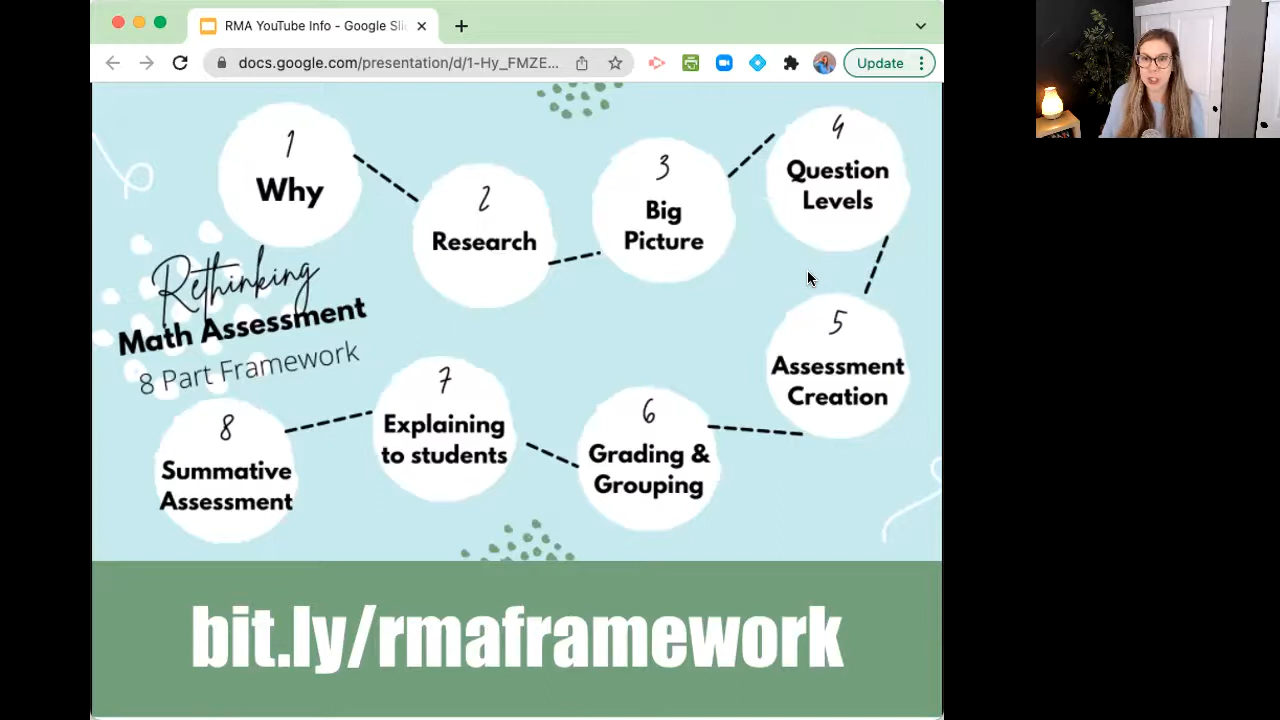 RMA YouTube Info - Google Sli
docs.google.com/presentation/d/1-Hy_FMZE...
Update
1
Why
2
Research
3
Big
Picture
4
Question
Levels
Rethinking
Math Assessment
8 Part Framework
5
Assessment
Creation
6
Grading &
Grouping
7
Explaining
to students
8
Summative
Assessment
bit.ly/rmaframework